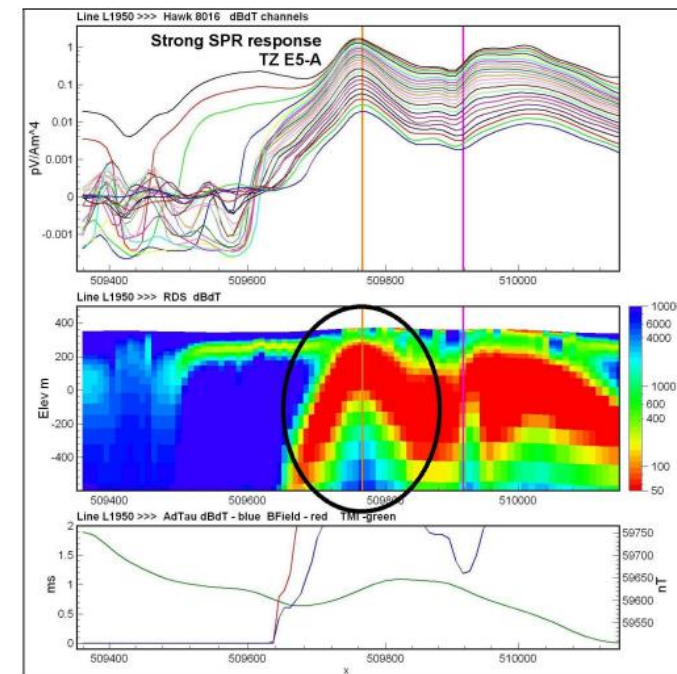 Line L1950 >>> Hawk 8016 dBdT channels
Strong SPR response
TZ E5-A
1
0.1
0.01
0.001
0
-0.001
pV/Am^4
509400 509600 509800 510000
Line L1950 >>> RDS dBdT
400
200
0
-200
-400
Elev m
10000
6000
4000
1000
600
400
100
50
509400 509600 509800 510000
Line L1950 >>> AdTau dBdT - blue BField - red TMI -green
2
1.5
1
0.5
0
ms
59750
59700
59650
59600
59550
nT
509400 509600 509800 510000
x